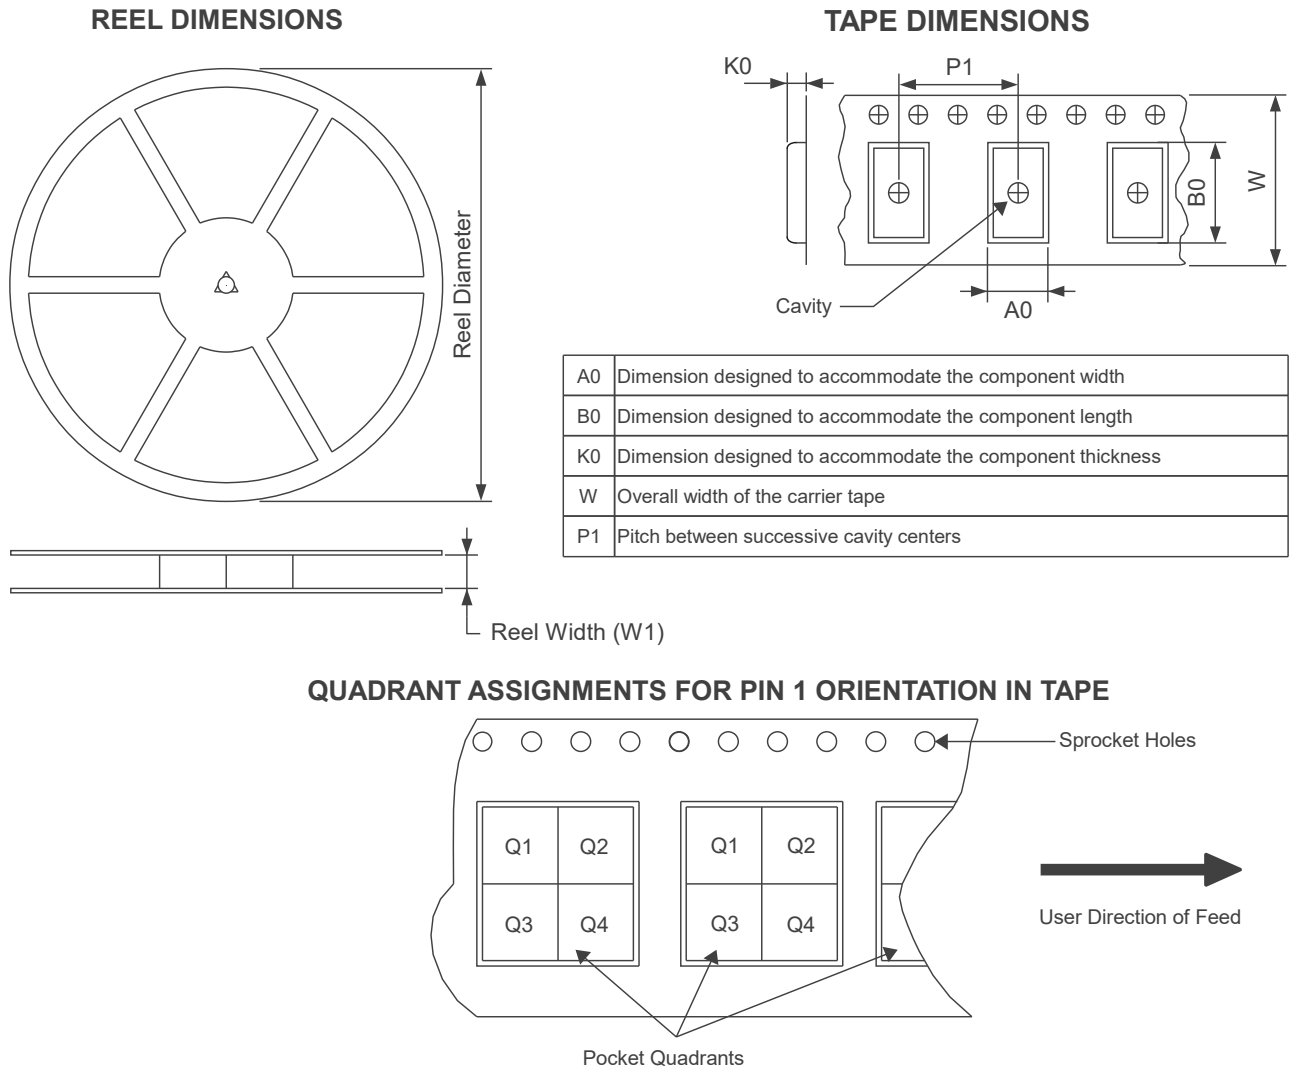 REEL DIMENSIONS
TAPE DIMENSIONS
K0
P1
B0
W
Reel Diameter
Cavity
A0
A0 Dimension designed to accommodate the component width
B0 Dimension designed to accommodate the component length
K0 Dimension designed to accommodate the component thickness
W Overall width of the carrier tape
P1 Pitch between successive cavity centers
Reel Width (W1)
QUADRANT ASSIGNMENTS FOR PIN 1 ORIENTATION IN TAPE
Sprocket Holes
Q1 Q2 Q1 Q2
Q3 Q4 Q3 Q4
User Direction of Feed
Pocket Quadrants